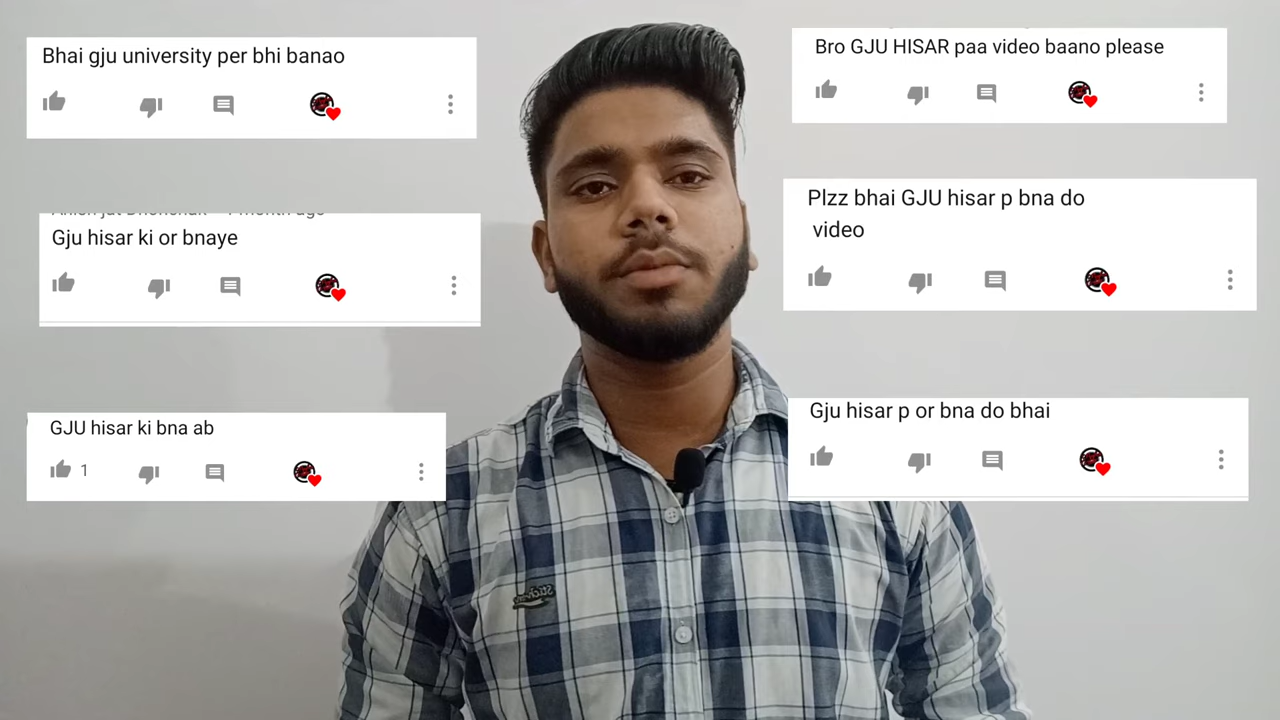 Bhai gju university per bhi banao
Gju hisar ki or bnaye
GJU hisar ki bna ab
1
Bro GJU HISAR paa video baano please
Plzz bhai GJU hisar p bna do
video
Gju hisar p or bna do bhai